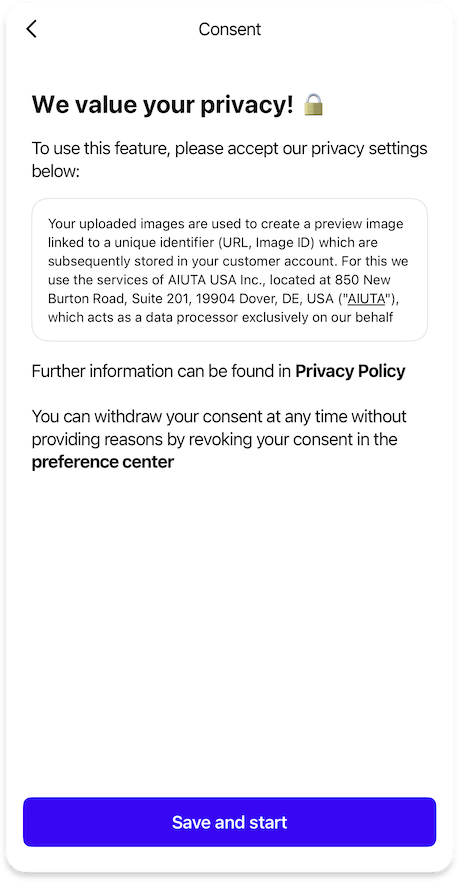 Consent
We value your privacy! 🔒
To use this feature, please accept our privacy settings
below:
Your uploaded images are used to create a preview image
linked to a unique identifier (URL, Image ID) which are
subsequently stored in your customer account. For this we
use the services of AIUTA USA Inc., located at 850 New
Burton Road, Suite 201, 19904 Dover, DE, USA ("AIUTA"),
which acts as a data processor exclusively on our behalf
Further information can be found in Privacy Policy
You can withdraw your consent at any time without
providing reasons by revoking your consent in the
preference center
Save and start